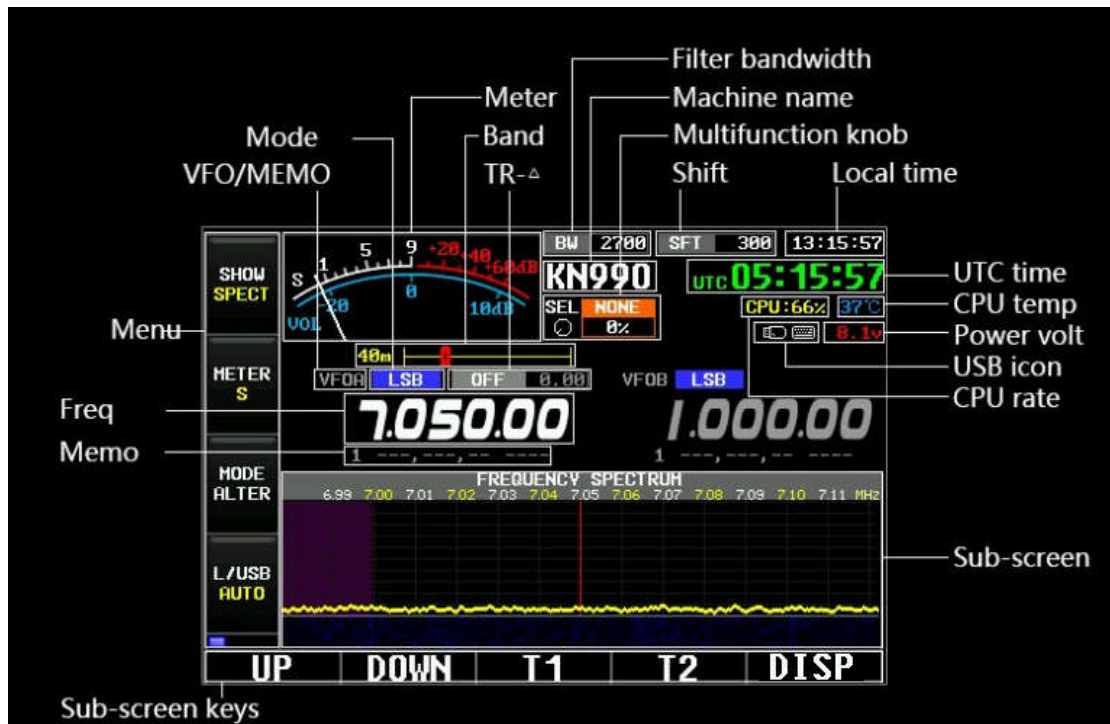 Filter bandwidth
Meter
Machine name
Mode
Band
Multifunction knob
VFO/MEMO
TR-△
Shift
Local time
BW 2700
SFT 300
13:15:57
SHOW
SPECT
S 1 5 9 +20 +40 +60dB
VOL 20 0 10dB
KN990
UTC 05:15:57
UTC time
SEL NONE
0%
CPU:66%
37℃
CPU temp
Menu
8.1v
Power volt
40m
USB icon
METER
S
VFOA LSB OFF 0.00
VFOB LSB
CPU rate
Freq
7.050.00
1.000.00
Memo
1 ---,---,-- ----
1 ---,---,-- ----
MODE
ALTER
FREQUENCY SPECTRUM
6.99 7.00 7.01 7.02 7.03 7.04 7.05 7.06 7.07 7.08 7.09 7.10 7.11 MHz
Sub-screen
L/USB
AUTO
UP DOWN T1 T2 DISP
Sub-screen keys